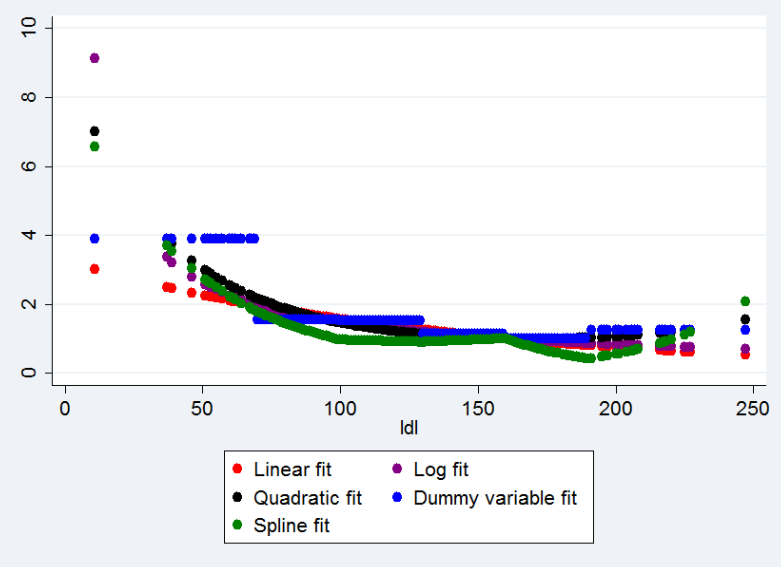 10
8
6
4
2
0
0 50 100 150 200 250
ldl
Linear fit Log fit
Quadratic fit Dummy variable fit
Spline fit